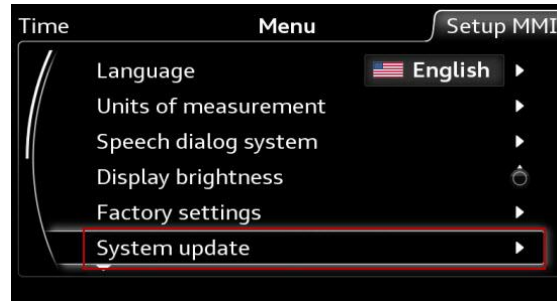 Time Menu Setup MMI
Language English
Units of measurement
Speech dialog system
Display brightness
Factory settings
System update